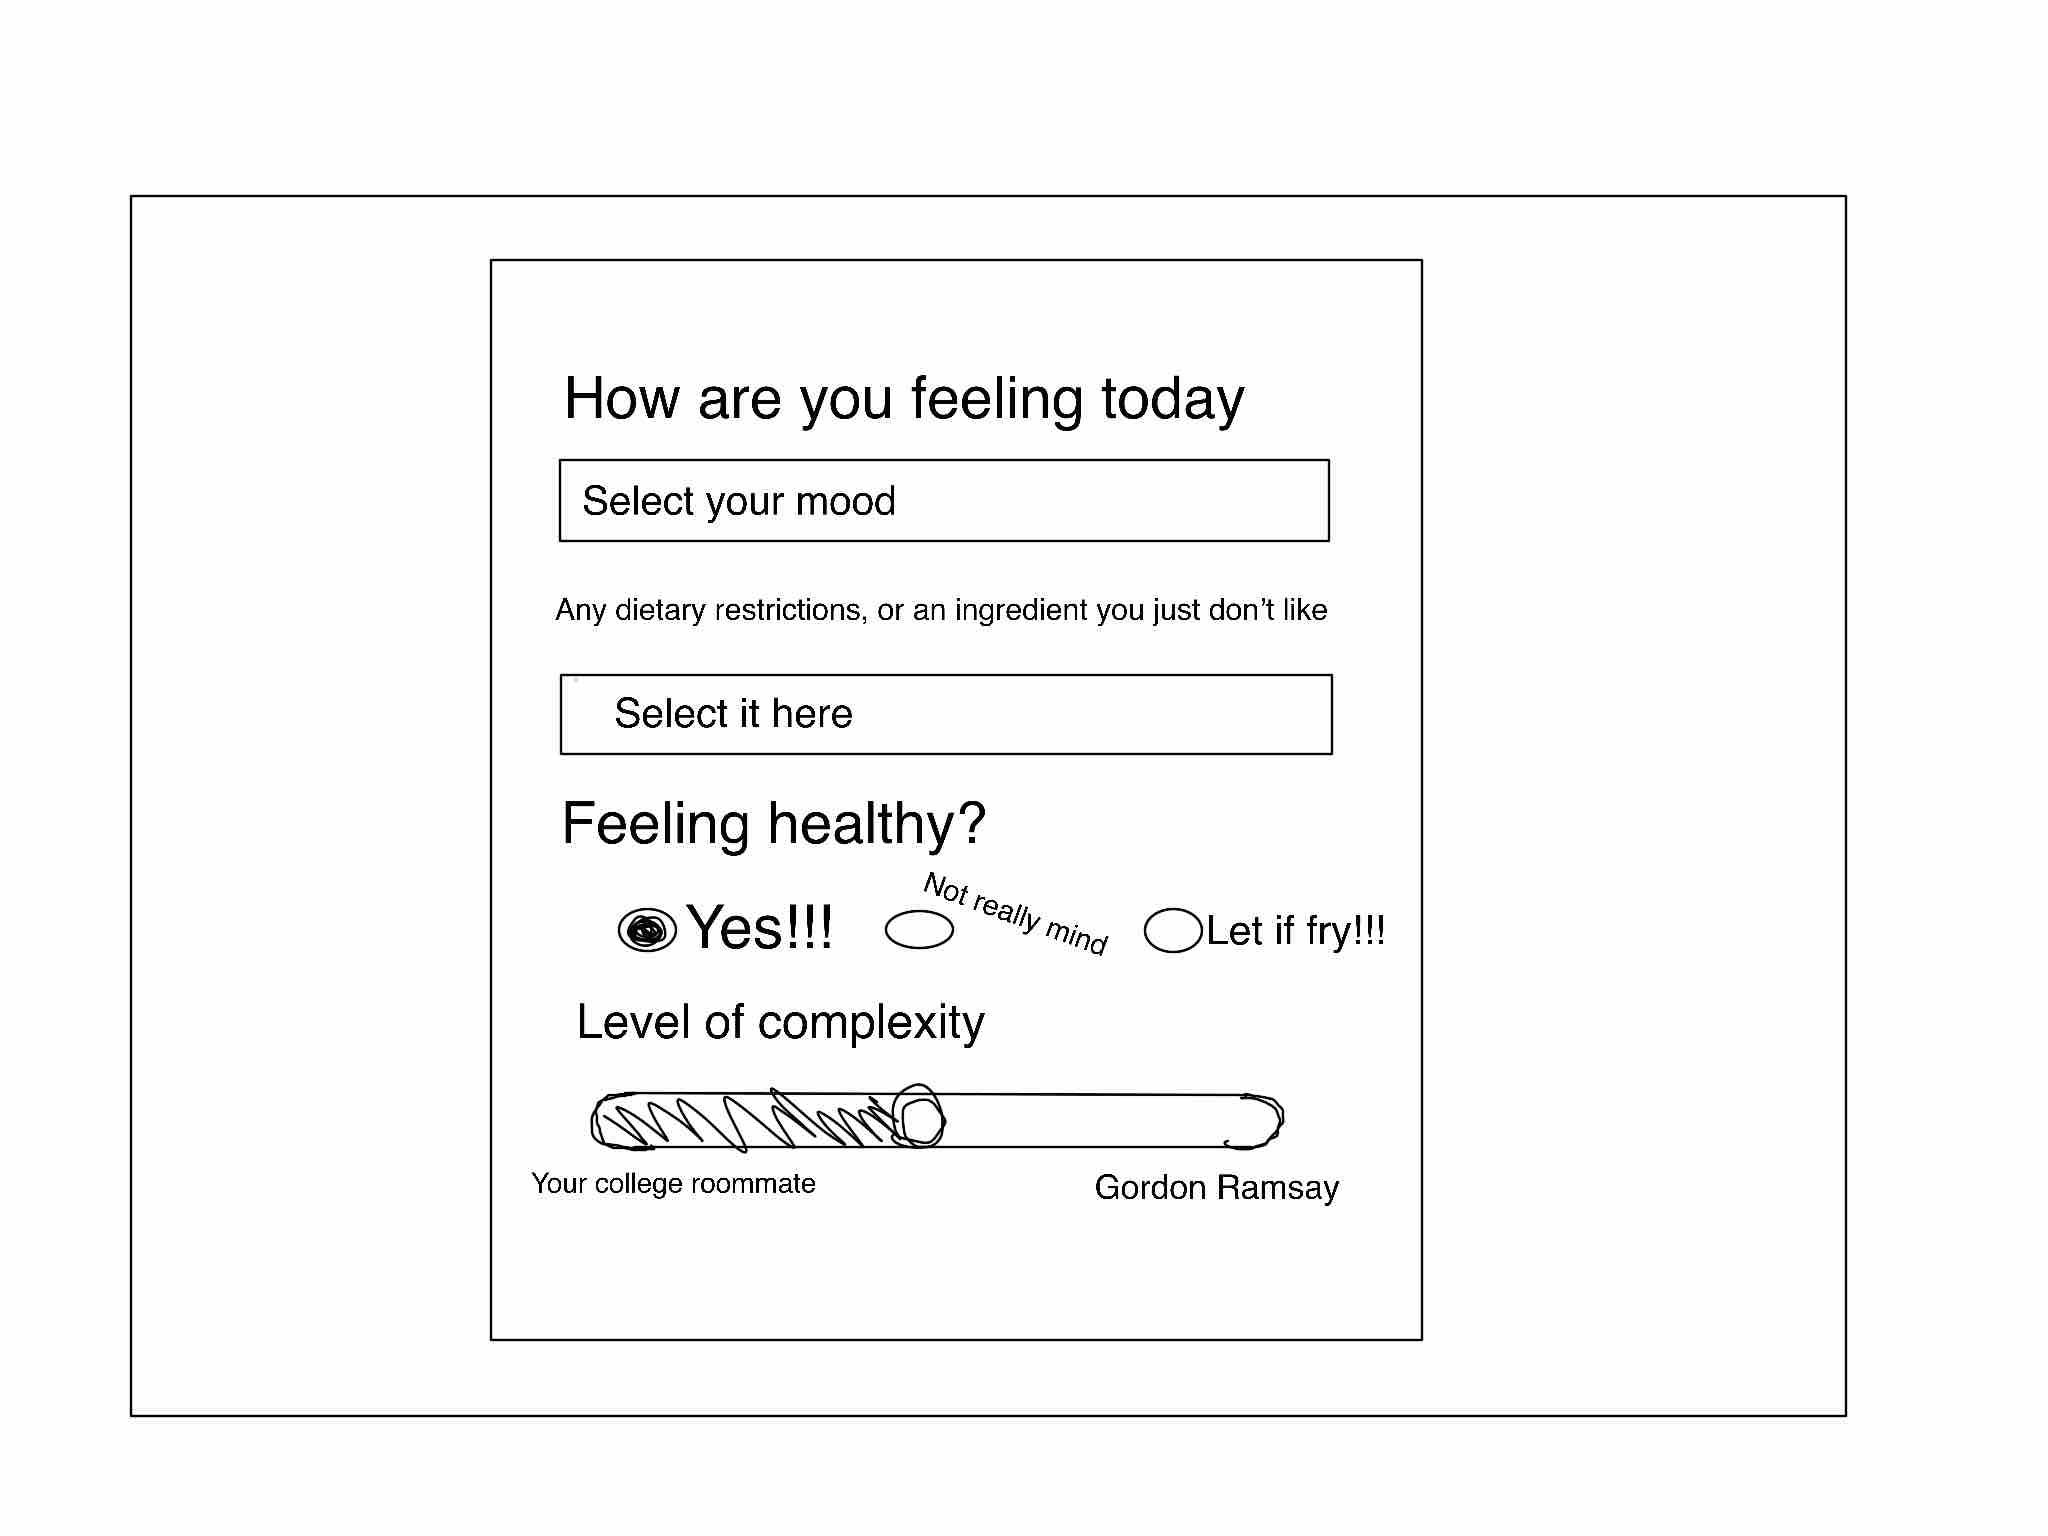 How are you feeling today
Select your mood
Any dietary restrictions, or an ingredient you just don’t like
Select it here
Feeling healthy?
Yes!!!
Not really mind
Let if fry!!!
Level of complexity
Your college roommate
Gordon Ramsay